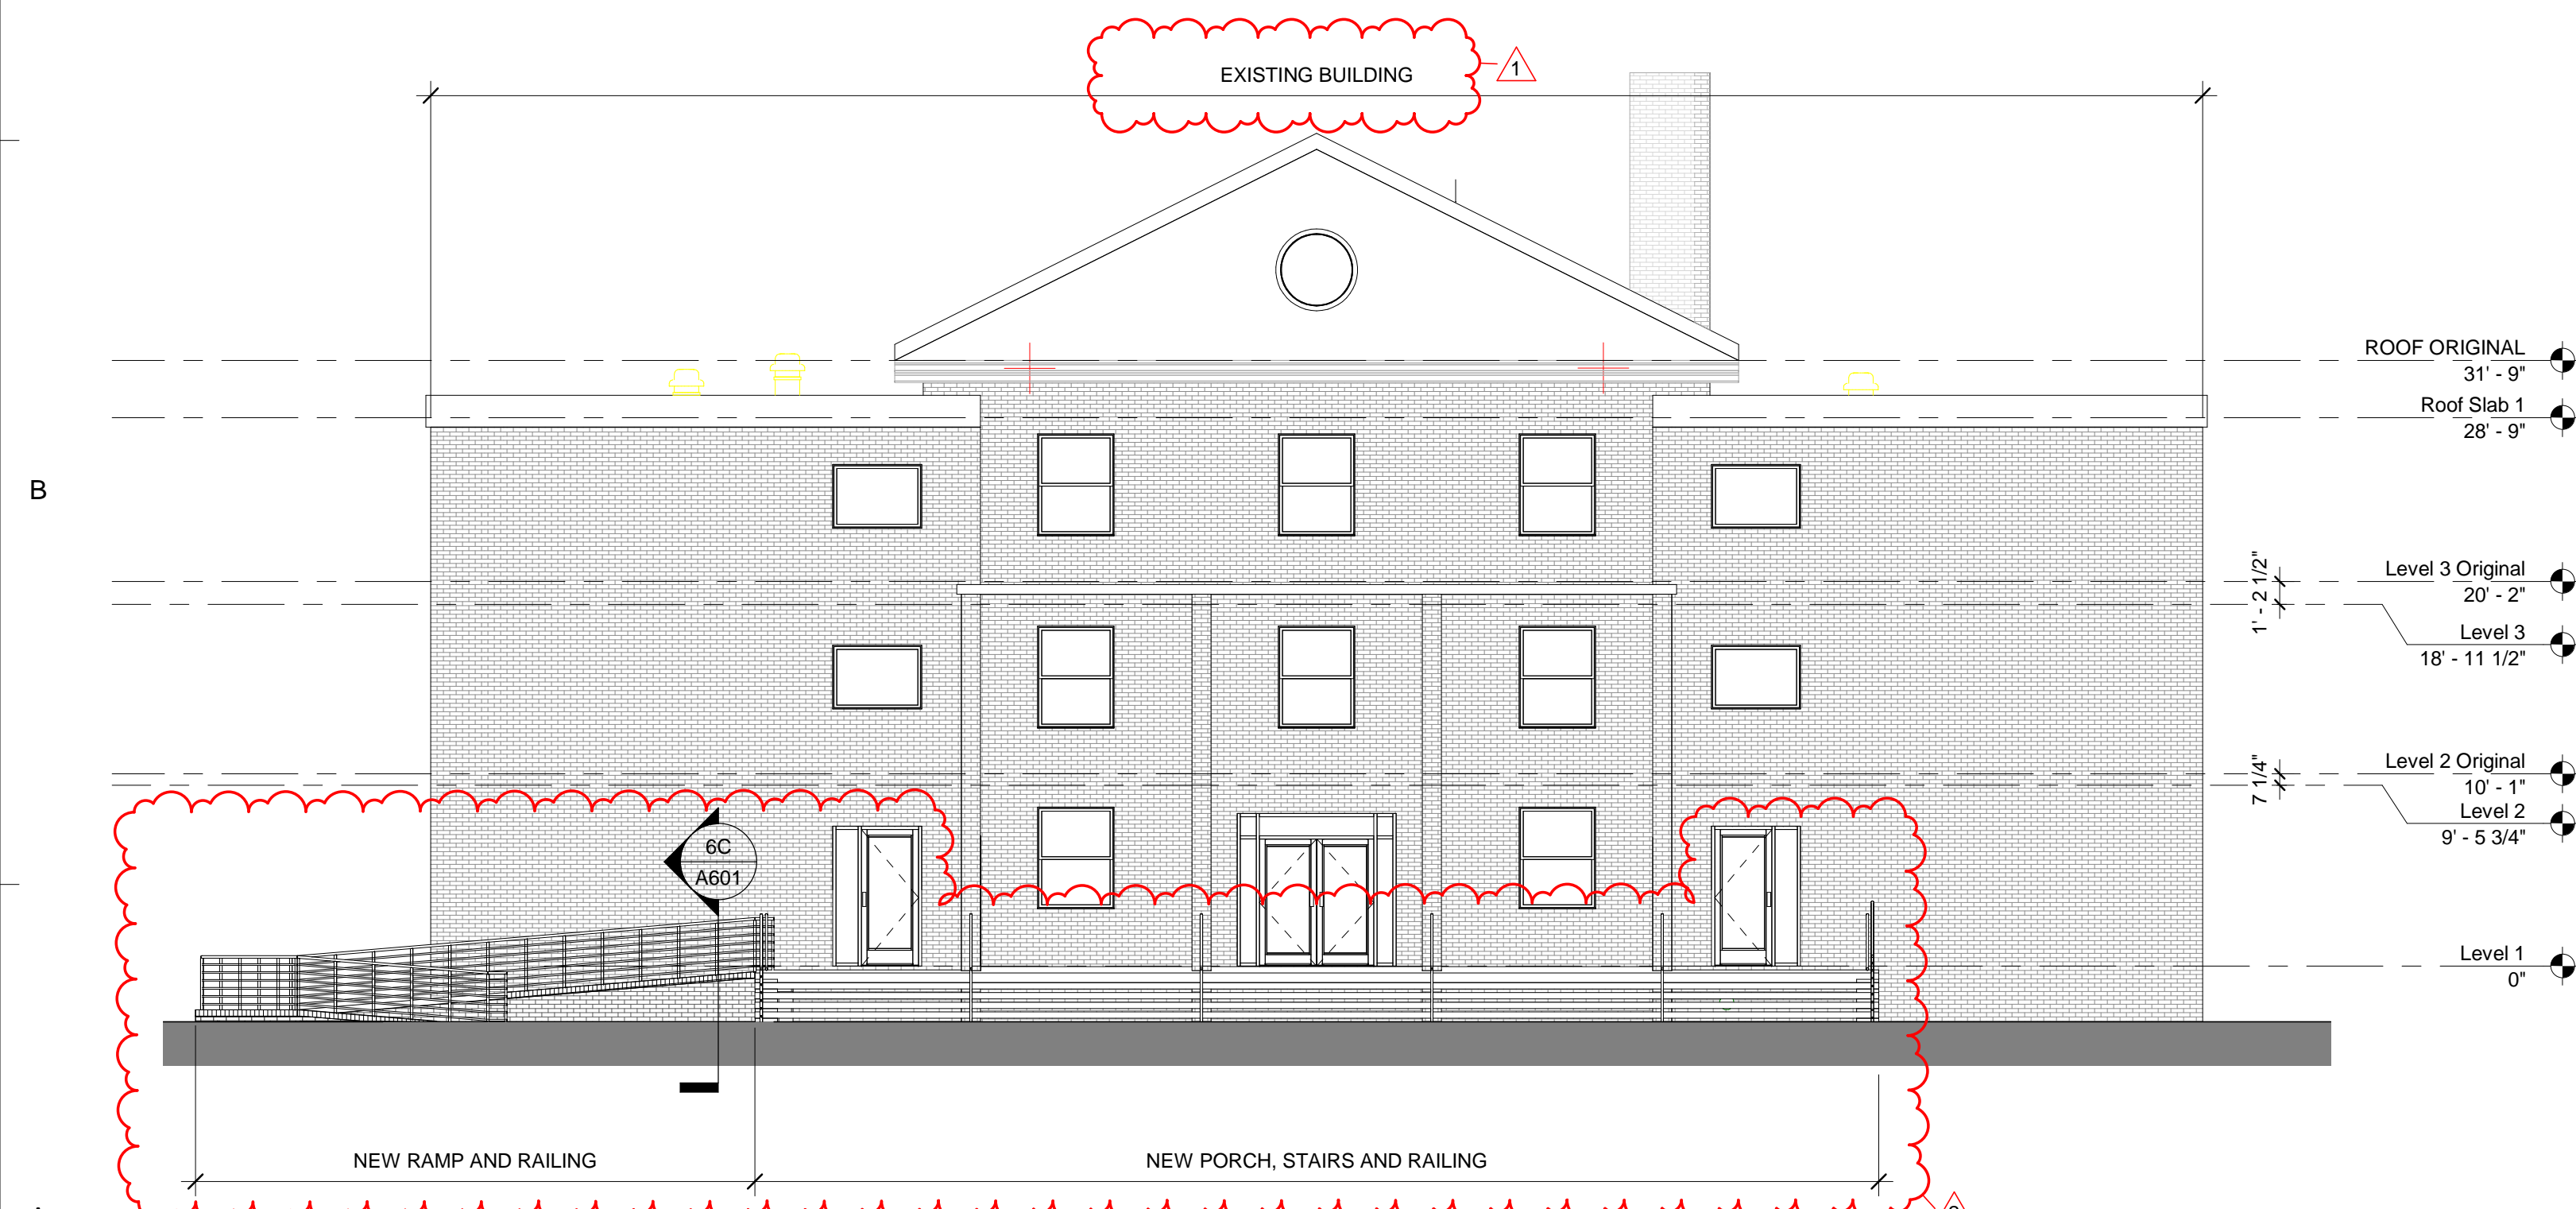 EXISTING BUILDING
1
ROOF ORIGINAL
31' - 9"
Roof Slab 1
28' - 9"
B
Level 3 Original
20' - 2"
1' - 2 1/2"
Level 3
18' - 11 1/2"
Level 2 Original
10' - 1"
7 1/4"
Level 2
9' - 5 3/4"
6C
A601
Level 1
0"
NEW RAMP AND RAILING
NEW PORCH, STAIRS AND RAILING